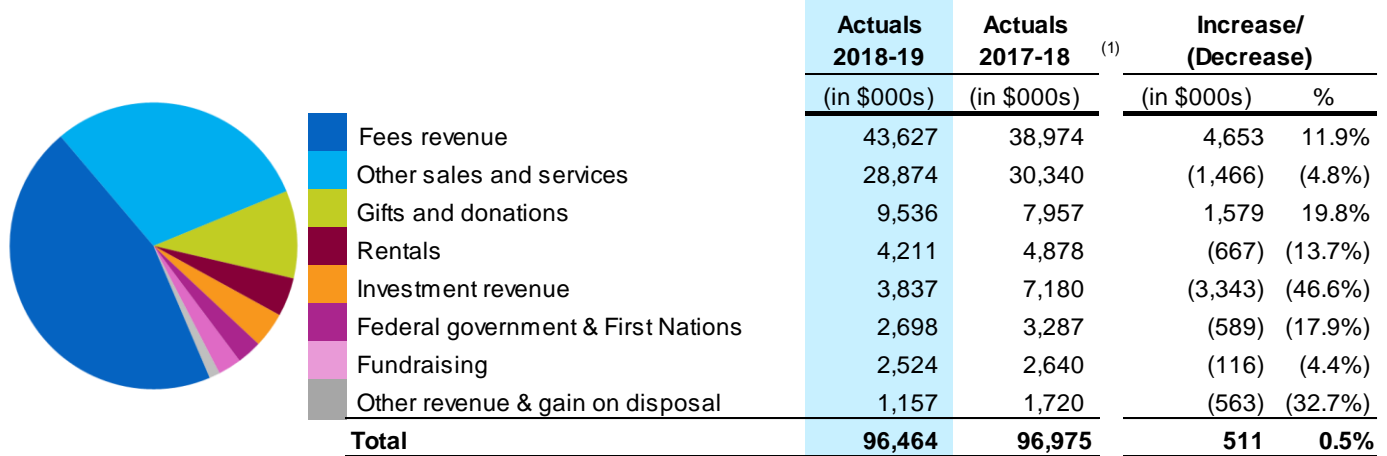 Actuals Actuals Increase/
2018-19 2017-18 (1) (Decrease)
(in $000s) (in $000s) (in $000s) %
Fees revenue 43,627 38,974 4,653 11.9%
Other sales and services 28,874 30,340 (1,466) (4.8%)
Gifts and donations 9,536 7,957 1,579 19.8%
Rentals 4,211 4,878 (667) (13.7%)
Investment revenue 3,837 7,180 (3,343) (46.6%)
Federal government & First Nations 2,698 3,287 (589) (17.9%)
Fundraising 2,524 2,640 (116) (4.4%)
Other revenue & gain on disposal 1,157 1,720 (563) (32.7%)
Total 96,464 96,975 511 0.5%